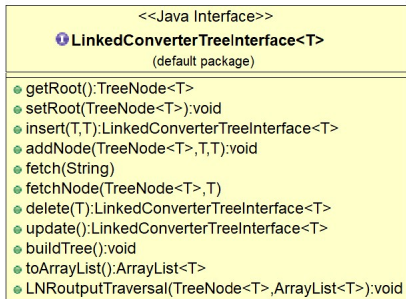 <<Java Interface>>
LinkedConverterTreeInterface<T>
(default package)
getRoot():TreeNode<T>
setRoot(TreeNode<T>):void
insert(T,T):LinkedConverterTreeInterface<T>
addNode(TreeNode<T>,T,T):void
fetch(String)
fetchNode(TreeNode<T>,T)
delete(T):LinkedConverterTreeInterface<T>
update():LinkedConverterTreeInterface<T>
buildTree():void
toArrayList():ArrayList<T>
LNRoutputTraversal(TreeNode<T>,ArrayList<T>):void